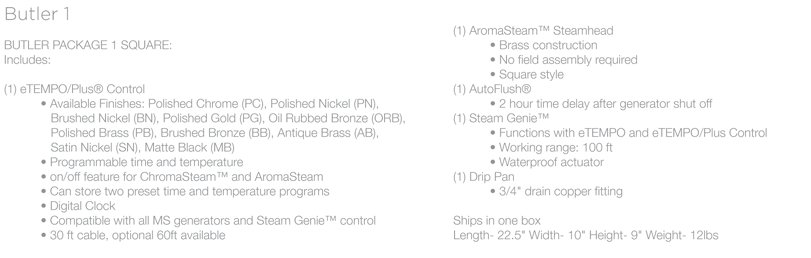 Butler 1
BUTLER PACKAGE 1 SQUARE:
Includes:
(1) eTEMPO/Plus® Control
• Available Finishes: Polished Chrome (PC), Polished Nickel (PN),
Brushed Nickel (BN), Polished Gold (PG), Oil Rubbed Bronze (ORB),
Polished Brass (PB), Brushed Bronze (BB), Antique Brass (AB),
Satin Nickel (SN), Matte Black (MB)
• Programmable time and temperature
• on/off feature for ChromaSteam™ and AromaSteam
• Can store two preset time and temperature programs
• Digital Clock
• Compatible with all MS generators and Steam Genie™ control
• 30 ft cable, optional 60ft available
(1) AromaSteam™ Steamhead
• Brass construction
• No field assembly required
• Square style
(1) AutoFlush®
• 2 hour time delay after generator shut off
(1) Steam Genie™
• Functions with eTEMPO and eTEMPO/Plus Control
• Working range: 100 ft
• Waterproof actuator
(1) Drip Pan
• 3/4" drain copper fitting
Ships in one box
Length- 22.5" Width- 10" Height- 9" Weight- 12lbs